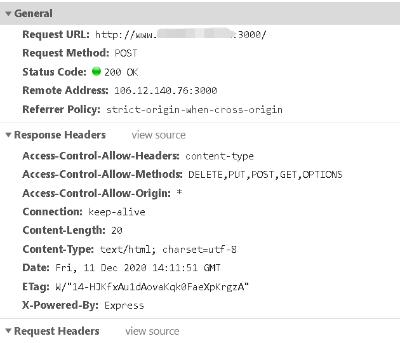 General
Request URL: http://www. :3000/
Request Method: POST
Status Code: 200 OK
Remote Address: 106.12.140.76:3000
Referrer Policy: strict-origin-when-cross-origin
Response Headers view source
Access-Control-Allow-Headers: content-type
Access-Control-Allow-Methods: DELETE,PUT,POST,GET,OPTIONS
Access-Control-Allow-Origin: *
Connection: keep-alive
Content-Length: 20
Content-Type: text/html; charset=utf-8
Date: Fri, 11 Dec 2020 14:11:51 GMT
ETag: W/"14-HJKfxAu1dAovaKqk0FaeXpKrgzA"
X-Powered-By: Express
Request Headers view source